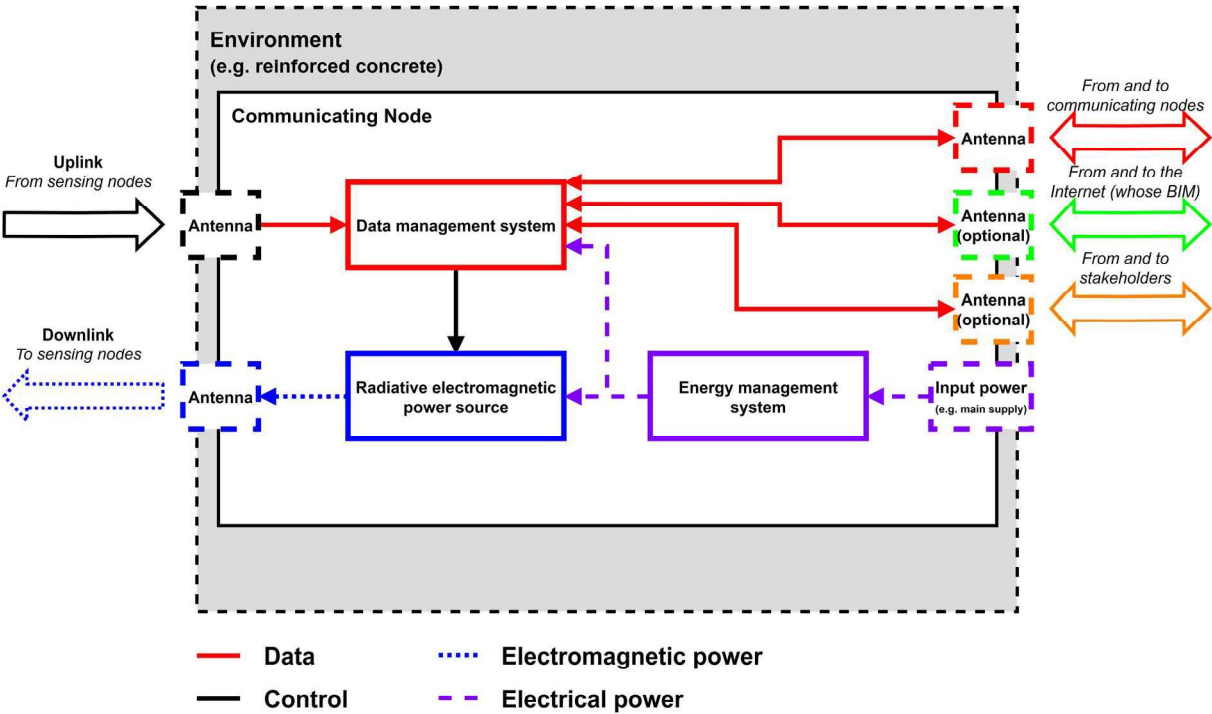 Environment
(e.g. reinforced concrete)
Communicating Node
Uplink
From sensing nodes
Antenna
Data management system
Antenna
From and to
communicating nodes
Antenna
(optional)
From and to the
Internet (whose BIM)
Antenna
(optional)
From and to
stakeholders
Downlink
To sensing nodes
Antenna
Radiative electromagnetic
power source
Energy management
system
Input power
(e.g. main supply)
Data
Electromagnetic power
Control
Electrical power